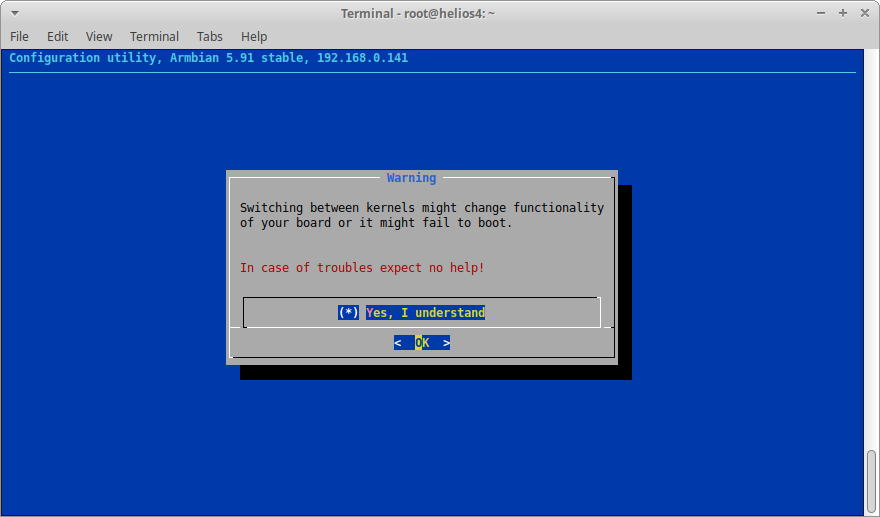 Terminal - root@helios4: ~
File Edit View Terminal Tabs Help
Configuration utility, Armbian 5.91 stable, 192.168.0.141
Warning
Switching between kernels might change functionality
of your board or it might fail to boot.
In case of troubles expect no help!
(*) Yes, I understand
< OK >